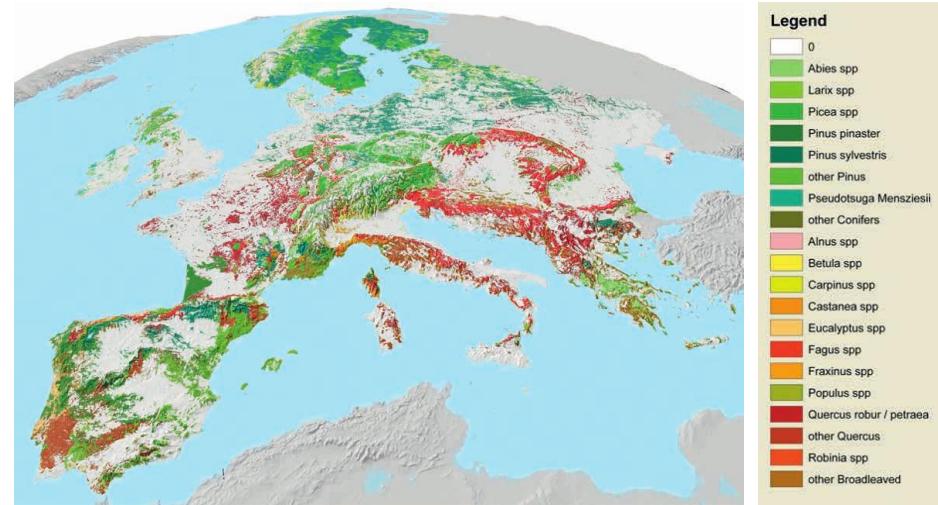 Legend
0
Abies spp
Larix spp
Picea spp
Pinus pinaster
Pinus sylvestris
other Pinus
Pseudotsuga Mensziesii
other Conifers
Alnus spp
Betula spp
Carpinus spp
Castanea spp
Eucalyptus spp
Fagus spp
Fraxinus spp
Populus spp
Quercus robur / petraea
other Quercus
Robinia spp
other Broadleaved